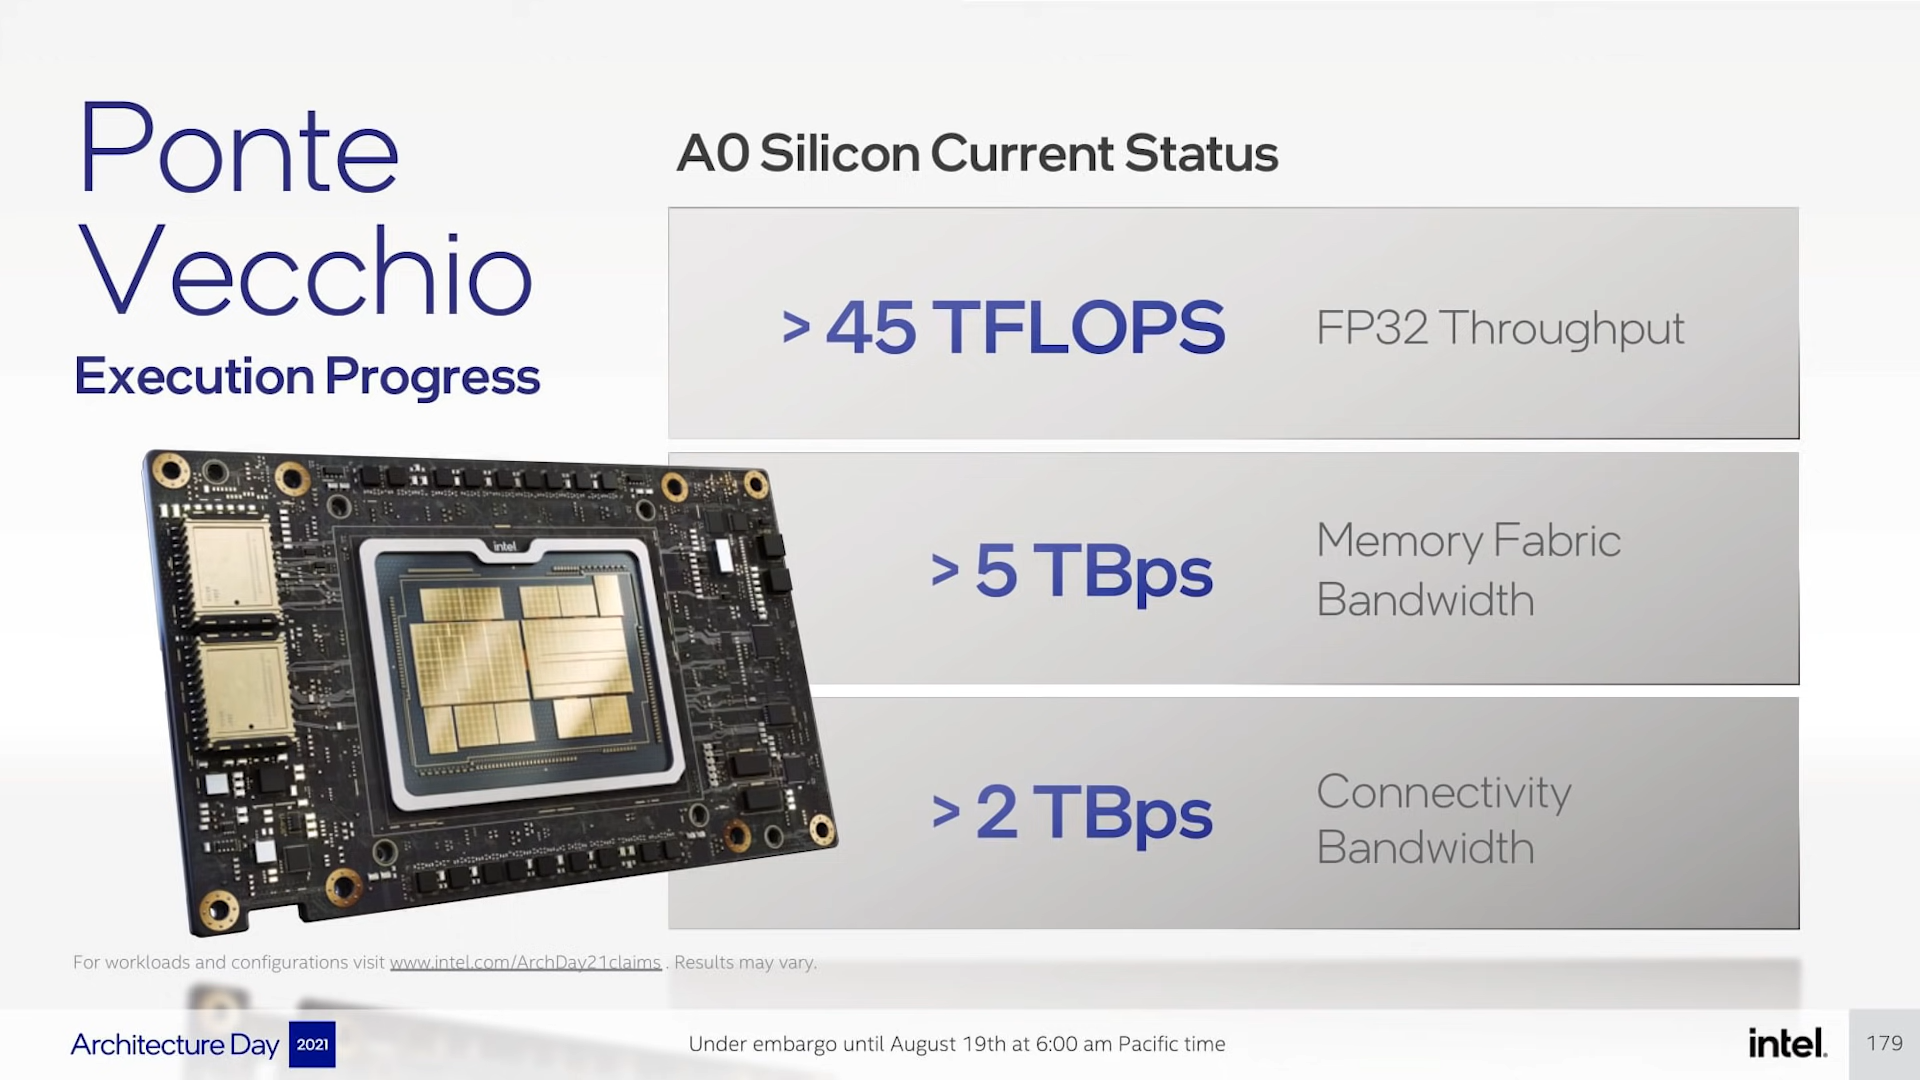 Ponte
Vecchio
Execution Progress
A0 Silicon Current Status
> 45 TFLOPS
FP32 Throughput
> 5 TBps
Memory Fabric
Bandwidth
> 2 TBps
Connectivity
Bandwidth
intel
For workloads and configurations visit www.intel.com/ArchDay21claims . Results may vary.
Architecture Day 2021
Under embargo until August 19th at 6:00 am Pacific time
intel.
179